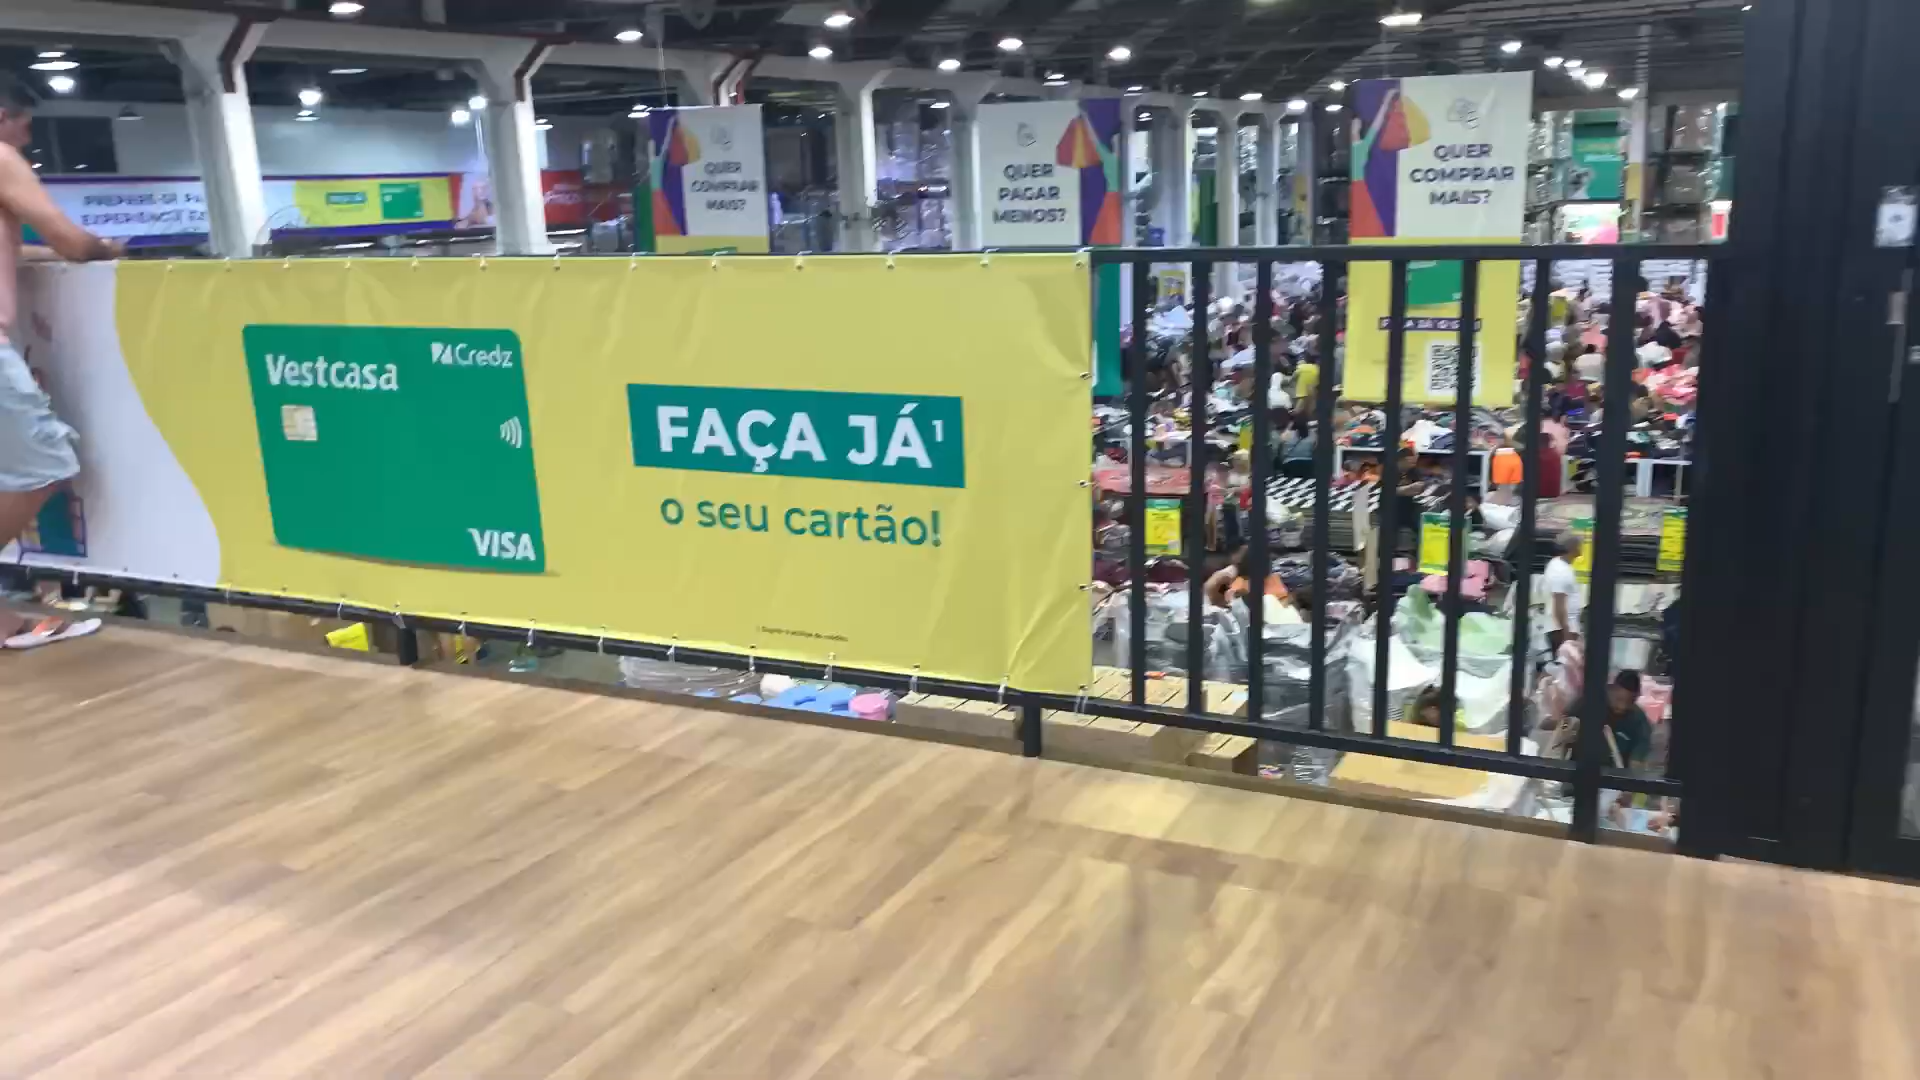 QUER
COMPRAR
MAIS?
QUER
PAGAR
MENOS?
QUER
COMPRAR
MAIS?
Vestcasa
Credz
VISA
FAÇA JÁ¹
o seu cartão!